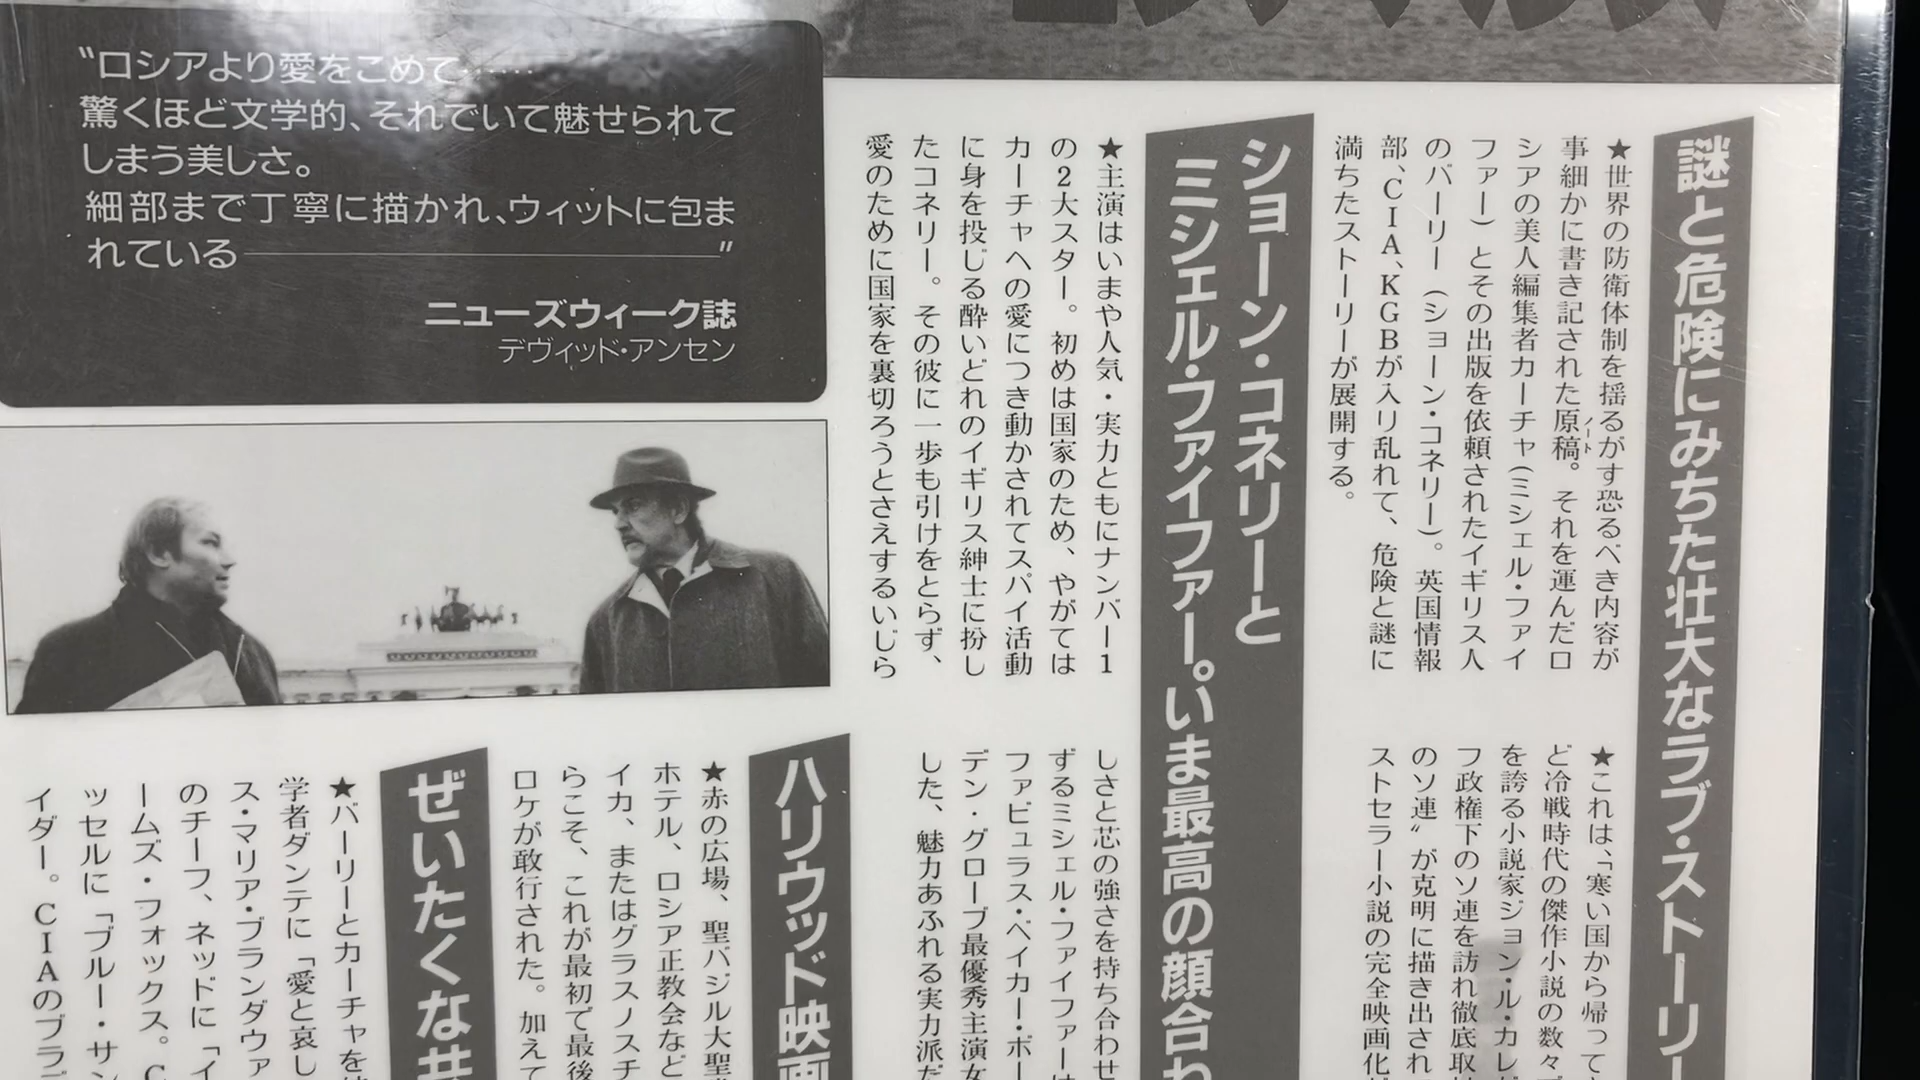 “ロシアより愛をこめて……
驚くほど文学的、それでいて魅せられて
しまう美しさ。
細部まで丁寧に描かれ、ウィットに包ま
れている――――”
ニューズウィーク誌
デヴィッド・アンセン
謎と危険にみちた壮大なラブ・ストーリー
★世界の防衛体制を揺るがす恐るべき内容が
事細かに書き記された原稿。それを運んだロ
ノート
シアの美人編集者カーチャ(ミシェル・ファイ
ファー)とその出版を依頼されたイギリス人
のバーリー(ショーン・コネリー)。英国情報
部、CIA、KGBが入り乱れて、危険と謎に
満ちたストーリーが展開する。
★これは、「寒い国から帰って
ど冷戦時代の傑作小説の数々
を誇る小説家ジョン・ル・カレ
フ政権下のソ連を訪れ徹底取
のソ連〟が克明に描き出され
ストセラー小説の完全映画化
ショーン・コネリーと
ミシェル・ファイファー。いま最高の顔合わ
★主演はいまや人気・実力ともにナンバー1
の2大スター。初めは国家のため、やがては
カーチャへの愛につき動かされてスパイ活動
に身を投じる酔いどれのイギリス紳士に扮し
たコネリー。その彼に一歩も引けをとらず、
愛のために国家を裏切ろうとさえするいじら
しさと芯の強さを持ち合わせ
ずるミシェル・ファイファーは
ファビュラス・ベイカー・ボー
デン・グローブ最優秀主演女
した、魅力あふれる実力派だ
ハリウッド映画
★赤の広場、聖バジル大聖
ホテル、ロシア正教会など
イカ、またはグラスノスチ
らこそ、これが最初で最後
ロケが敢行された。加えて
ぜいたくな共
★バーリーとカーチャを
学者ダンテに「愛と哀し
ス・マリア・ブランダウァ
のチーフ、ネッドに「イ
ームズ・フォックス。C
ッセルに「ブルー・サン
イダー。CIAのブラ